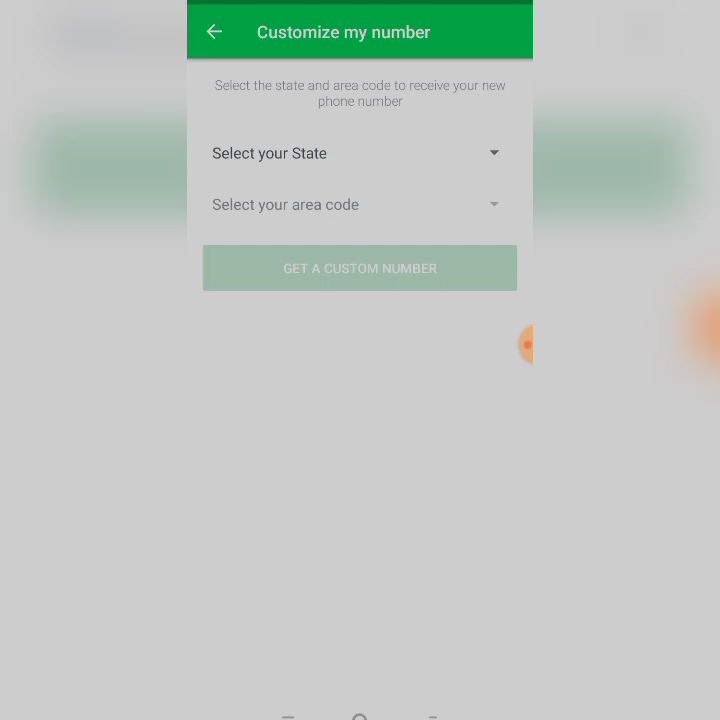 Customize my number
Select the state and area code to receive your new
phone number
Select your State
Select your area code
GET A CUSTOM NUMBER